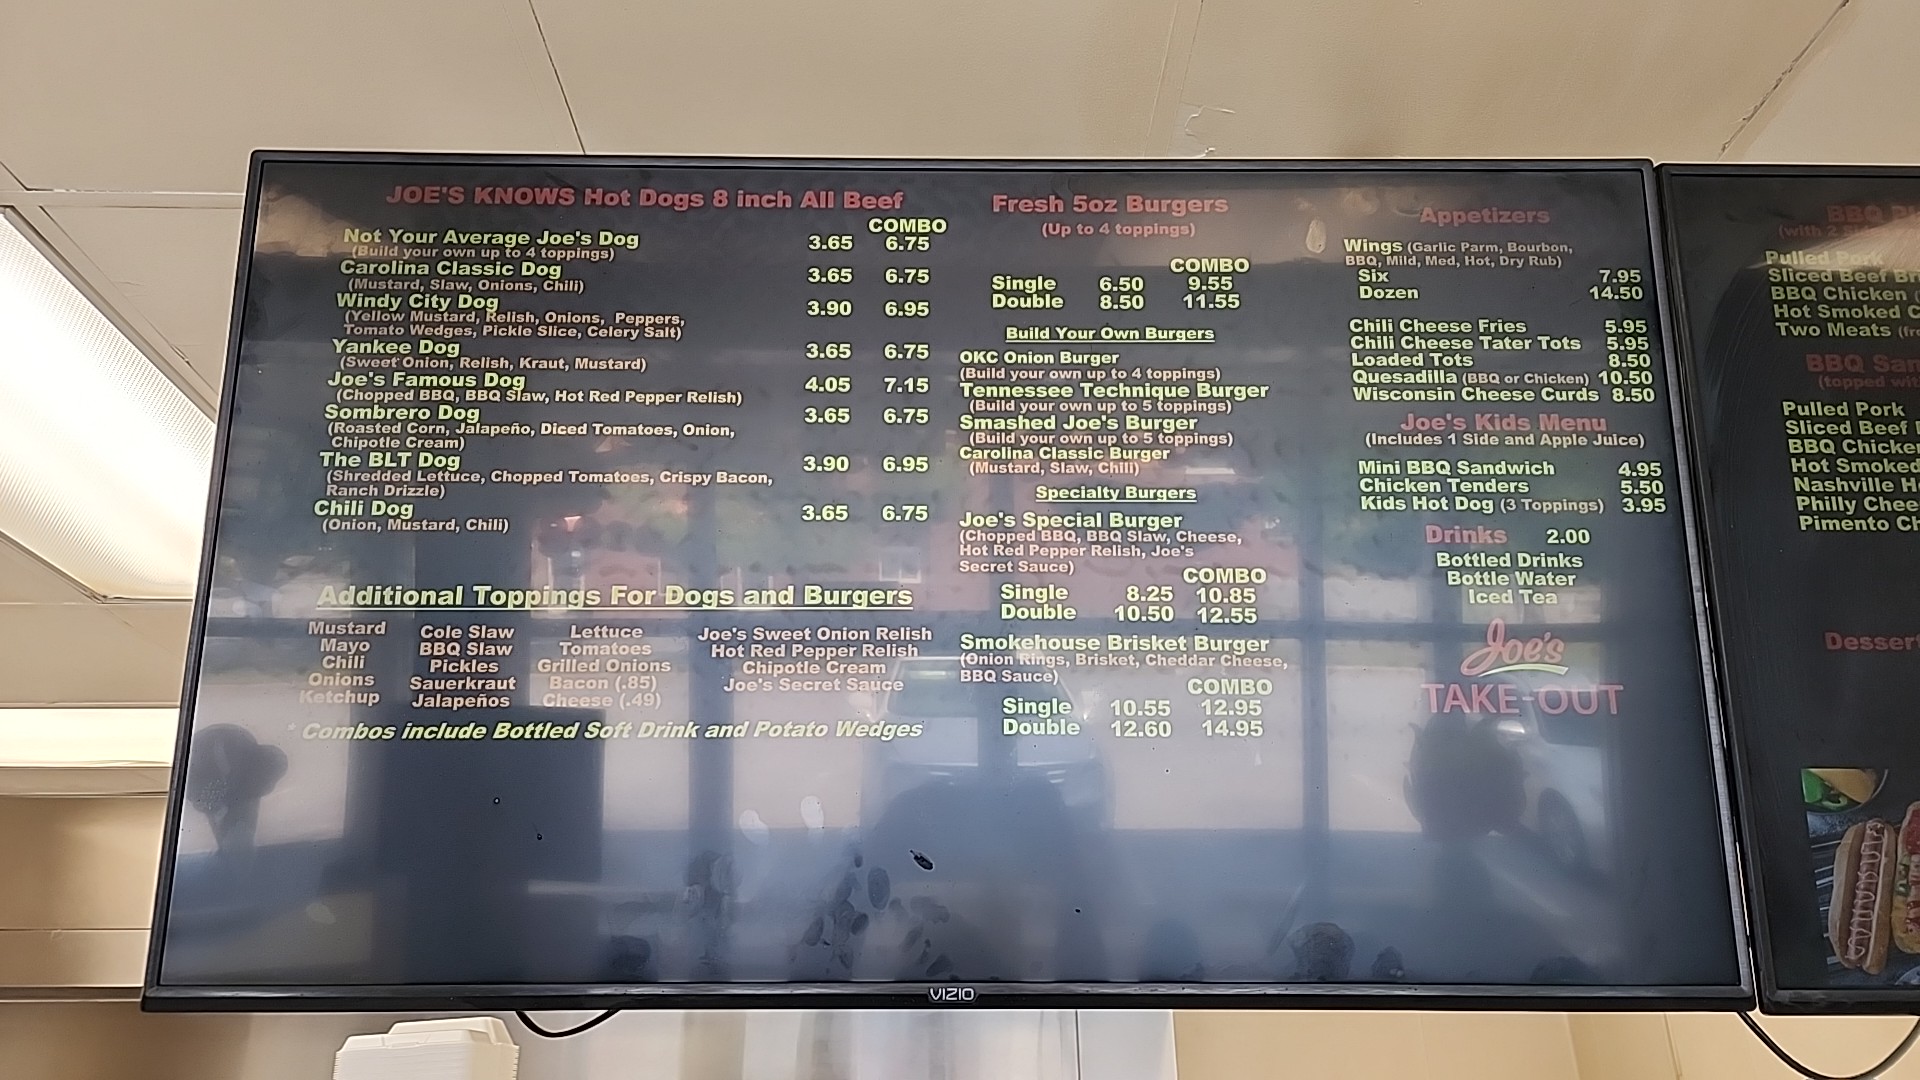 JOE'S KNOWS Hot Dogs 8 inch All Beef
COMBO
Not Your Average Joe's Dog 3.65 6.75
(Build your own up to 4 toppings)
Carolina Classic Dog 3.65 6.75
(Mustard, Slaw, Onions, Chili)
Windy City Dog 3.90 6.95
(Yellow Mustard, Relish, Onions, Peppers,
Tomato Wedges, Pickle Slice, Celery Salt)
Yankee Dog 3.65 6.75
(Sweet Onion, Relish, Kraut, Mustard)
Joe's Famous Dog 4.05 7.15
(Chopped BBQ, BBQ Slaw, Hot Red Pepper Relish)
Sombrero Dog 3.65 6.75
(Roasted Corn, Jalapeño, Diced Tomatoes, Onion,
Chipotle Cream)
The BLT Dog 3.90 6.95
(Shredded Lettuce, Chopped Tomatoes, Crispy Bacon,
Ranch Drizzle)
Chili Dog 3.65 6.75
(Onion, Mustard, Chili)
Additional Toppings For Dogs and Burgers
Mustard Cole Slaw Lettuce Joe's Sweet Onion Relish
Mayo BBQ Slaw Tomatoes Hot Red Pepper Relish
Chili Pickles Grilled Onions Chipotle Cream
Onions Sauerkraut Bacon (.85) Joe's Secret Sauce
Ketchup Jalapeños Cheese (.49)
* Combos include Bottled Soft Drink and Potato Wedges
Fresh 5oz Burgers
(Up to 4 toppings)
COMBO
Single 6.50 9.55
Double 8.50 11.55
Build Your Own Burgers
OKC Onion Burger
(Build your own up to 4 toppings)
Tennessee Technique Burger
(Build your own up to 5 toppings)
Smashed Joe's Burger
(Build your own up to 5 toppings)
Carolina Classic Burger
(Mustard, Slaw, Chili)
Specialty Burgers
Joe's Special Burger
(Chopped BBQ, BBQ Slaw, Cheese,
Hot Red Pepper Relish, Joe's
Secret Sauce)
COMBO
Single 8.25 10.85
Double 10.50 12.55
Smokehouse Brisket Burger
(Onion Rings, Brisket, Cheddar Cheese,
BBQ Sauce)
COMBO
Single 10.55 12.95
Double 12.60 14.95
Appetizers
Wings (Garlic Parm, Bourbon,
BBQ, Mild, Med, Hot, Dry Rub)
Six 7.95
Dozen 14.50
Chili Cheese Fries 5.95
Chili Cheese Tater Tots 5.95
Loaded Tots 8.50
Quesadilla (BBQ or Chicken) 10.50
Wisconsin Cheese Curds 8.50
Joe's Kids Menu
(Includes 1 Side and Apple Juice)
Mini BBQ Sandwich 4.95
Chicken Tenders 5.50
Kids Hot Dog (3 Toppings) 3.95
Drinks 2.00
Bottled Drinks
Bottle Water
Iced Tea
Joe's
TAKE-OUT
VIZIO
BBQ
(with 2
Pulled Pork
Sliced Beef
BBQ Chicken
Hot Smoked
Two Meats
BBQ
(topped
Pulled Pork
Sliced Beef
BBQ Chicken
Hot Smoked
Nashville
Philly
Pimento